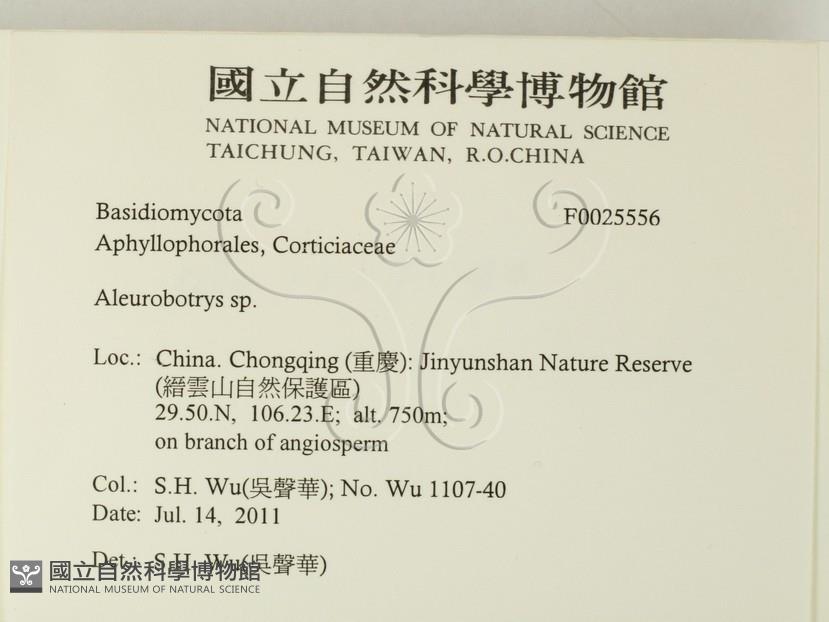 國立自然科學博物館
NATIONAL MUSEUM OF NATURAL SCIENCE
TAICHUNG, TAIWAN, R.O.CHINA
Basidiomycota F0025556
Aphyllophorales, Corticiaceae
Aleurobotrys sp.
Loc.: China. Chongqing (重慶): Jinyunshan Nature Reserve
(縉雲山自然保護區)
29.50.N, 106.23.E; alt. 750m;
on branch of angiosperm
Col.: S.H. Wu(吳聲華); No. Wu 1107-40
Date: Jul. 14, 2011
Det.: S.H. Wu(吳聲華)
國立自然科學博物館
NATIONAL MUSEUM OF NATURAL SCIENCE